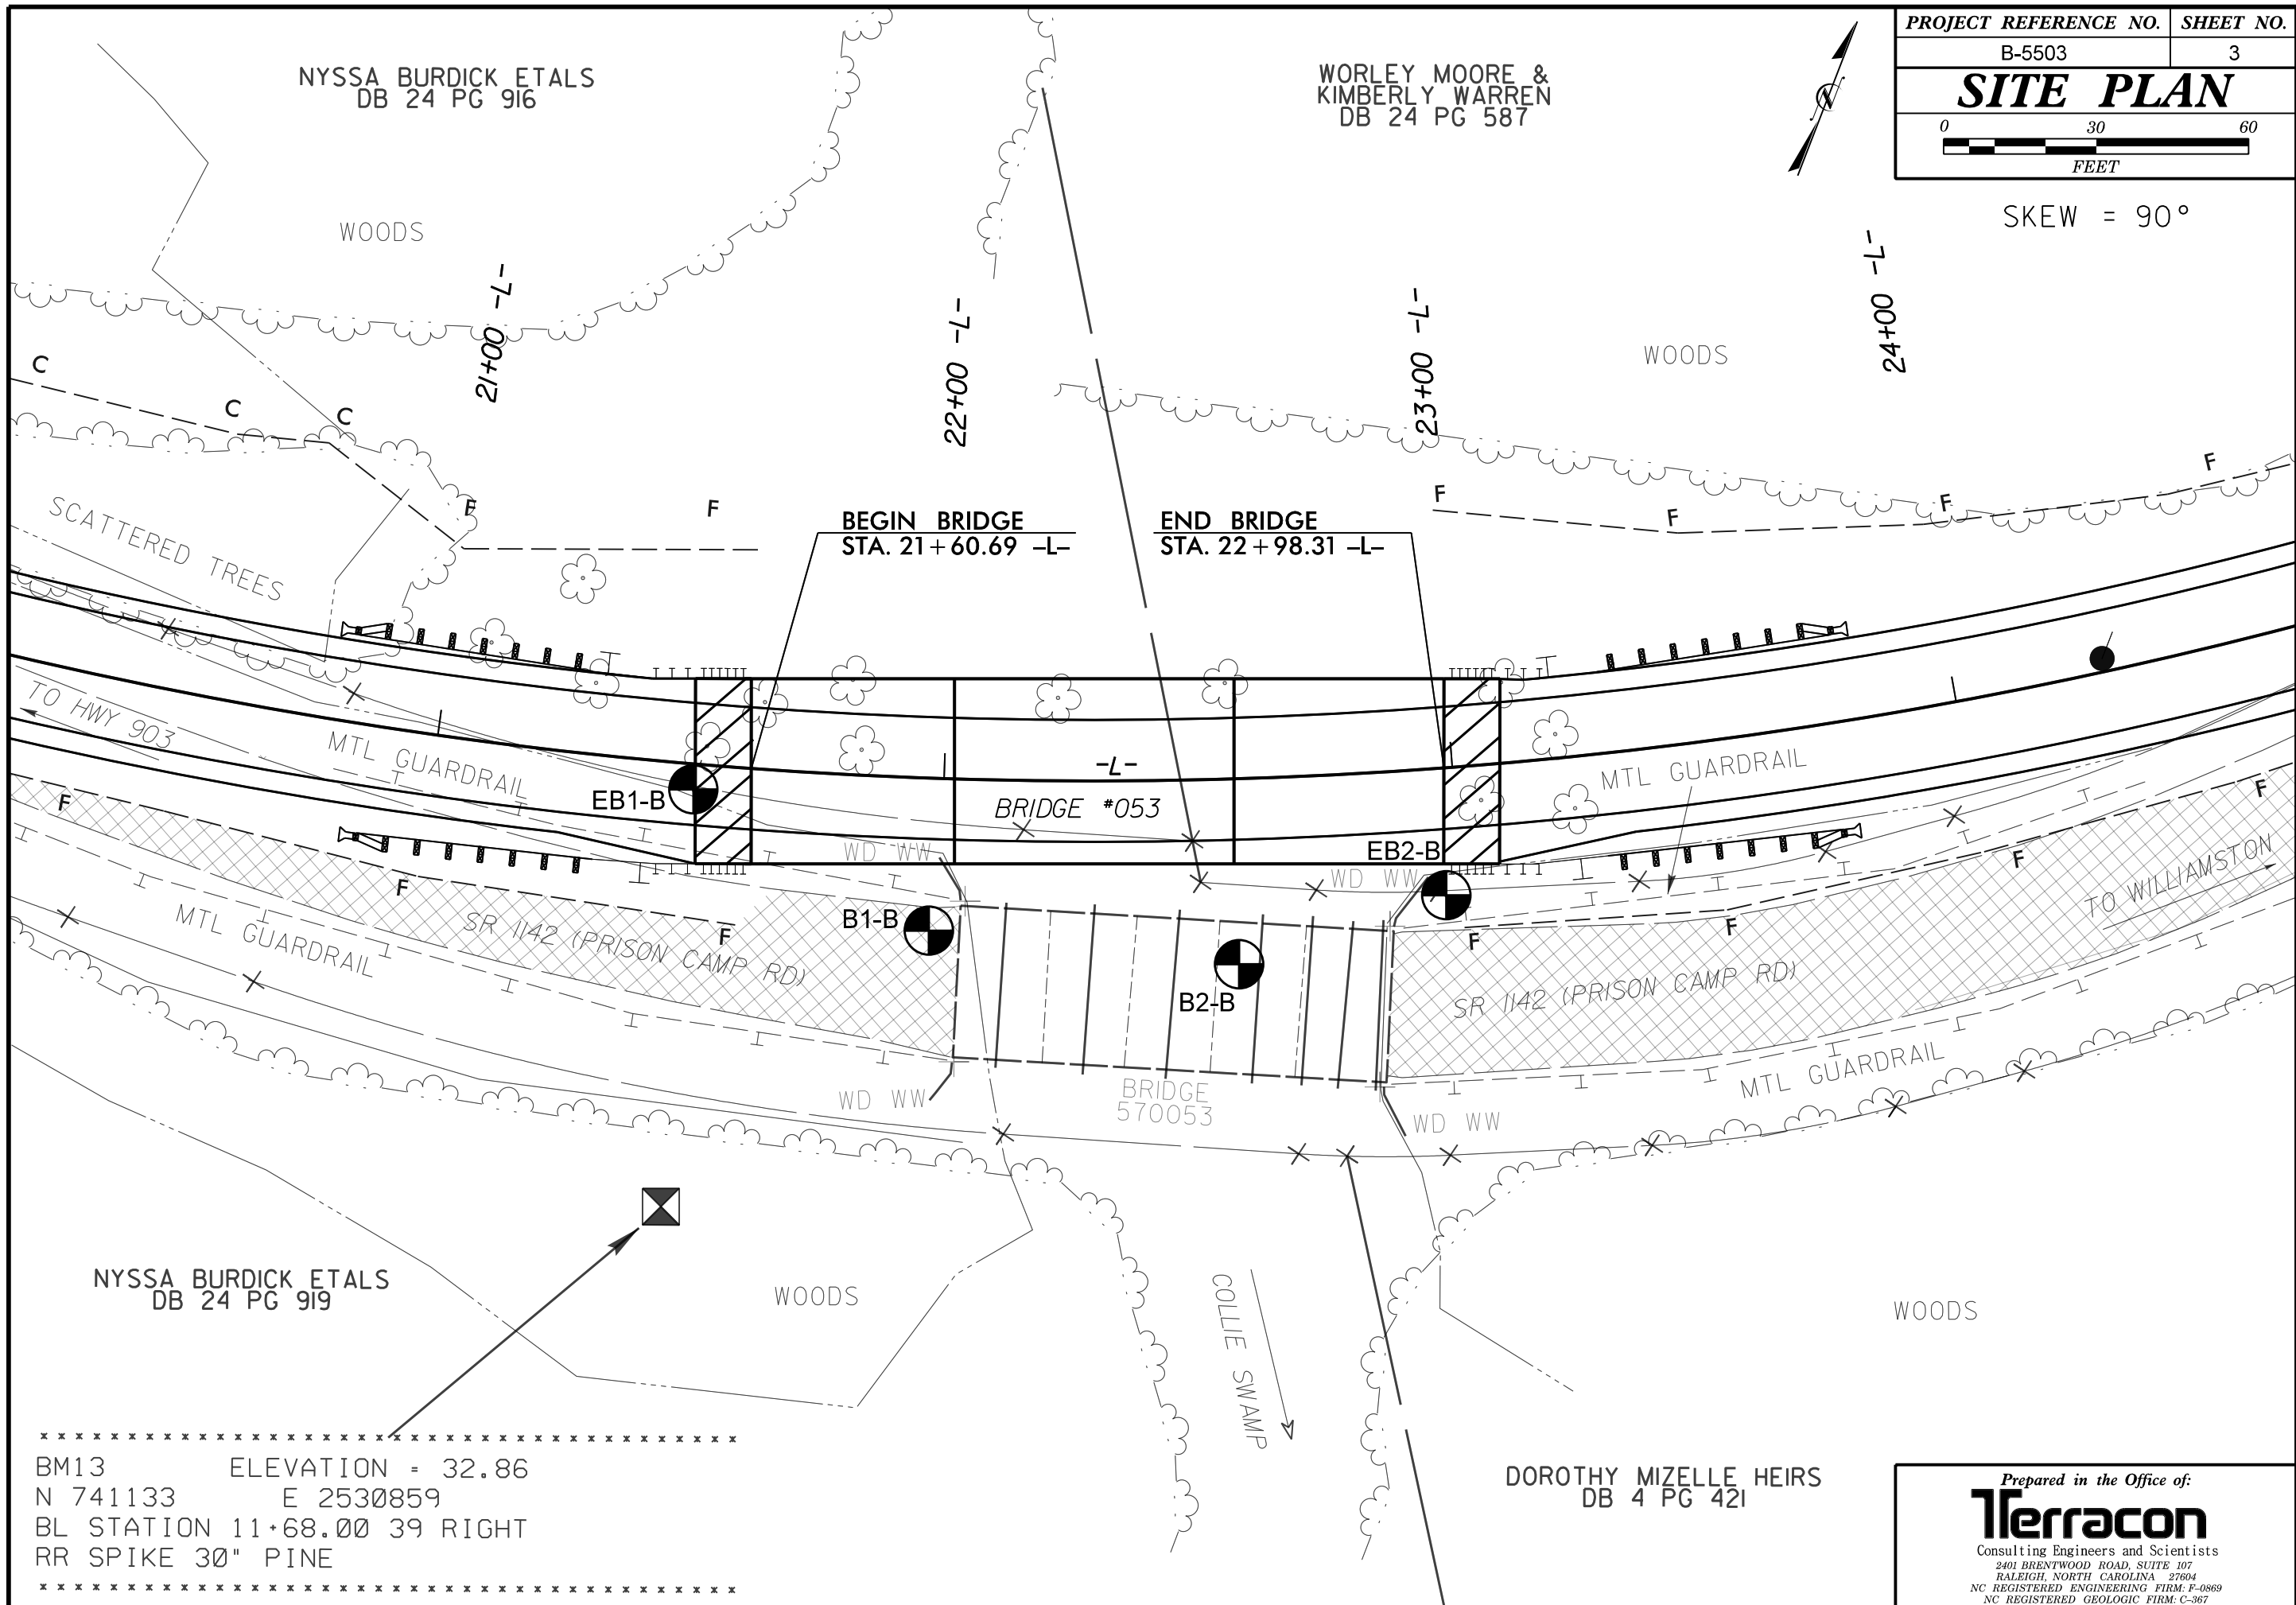 PROJECT REFERENCE NO. SHEET NO.
B-5503 3
SITE PLAN
0 30 60
FEET
SKEW = 90°
NYSSA BURDICK ETALS
DB 24 PG 916
WORLEY MOORE &
KIMBERLY WARREN
DB 24 PG 587
N
WOODS
21+00 -L-
22+00 -L-
23+00 -L-
24+00 -L-
WOODS
C
C
C
F
F
F
F
F
F
SCATTERED TREES
BEGIN BRIDGE
STA. 21+60.69 -L-
END BRIDGE
STA. 22+98.31 -L-
TO HWY 903
MTL GUARDRAIL
EB1-B
-L-
BRIDGE #053
MTL GUARDRAIL
WD WW
EB2-B
WD WW
F
F
F
F
F
F
F
MTL GUARDRAIL
SR 1142 (PRISON CAMP RD)
B1-B
B2-B
SR 1142 (PRISON CAMP RD)
TO WILLIAMSTON
MTL GUARDRAIL
WD WW
BRIDGE
570053
WD WW
NYSSA BURDICK ETALS
DB 24 PG 919
WOODS
COLLIE SWAMP
WOODS
BM13 ELEVATION = 32.86
N 741133 E 2530859
BL STATION 11+68.00 39 RIGHT
RR SPIKE 30" PINE
DOROTHY MIZELLE HEIRS
DB 4 PG 421
Prepared in the Office of:
Terracon
Consulting Engineers and Scientists
2401 BRENTWOOD ROAD, SUITE 107
RALEIGH, NORTH CAROLINA 27604
NC REGISTERED ENGINEERING FIRM: F-0869
NC REGISTERED GEOLOGIC FIRM: C-367